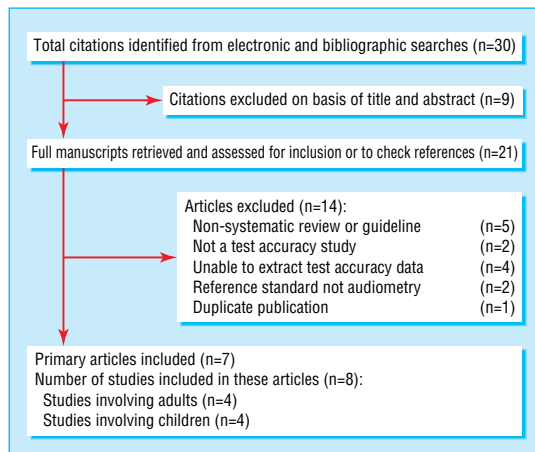 Total citations identified from electronic and bibliographic searches (n=30)
Citations excluded on basis of title and abstract (n=9)
Full manuscripts retrieved and assessed for inclusion or to check references (n=21)
Articles excluded (n=14):
Non-systematic review or guideline (n=5)
Not a test accuracy study (n=2)
Unable to extract test accuracy data (n=4)
Reference standard not audiometry (n=2)
Duplicate publication (n=1)
Primary articles included (n=7)
Number of studies included in these articles (n=8):
Studies involving adults (n=4)
Studies involving children (n=4)